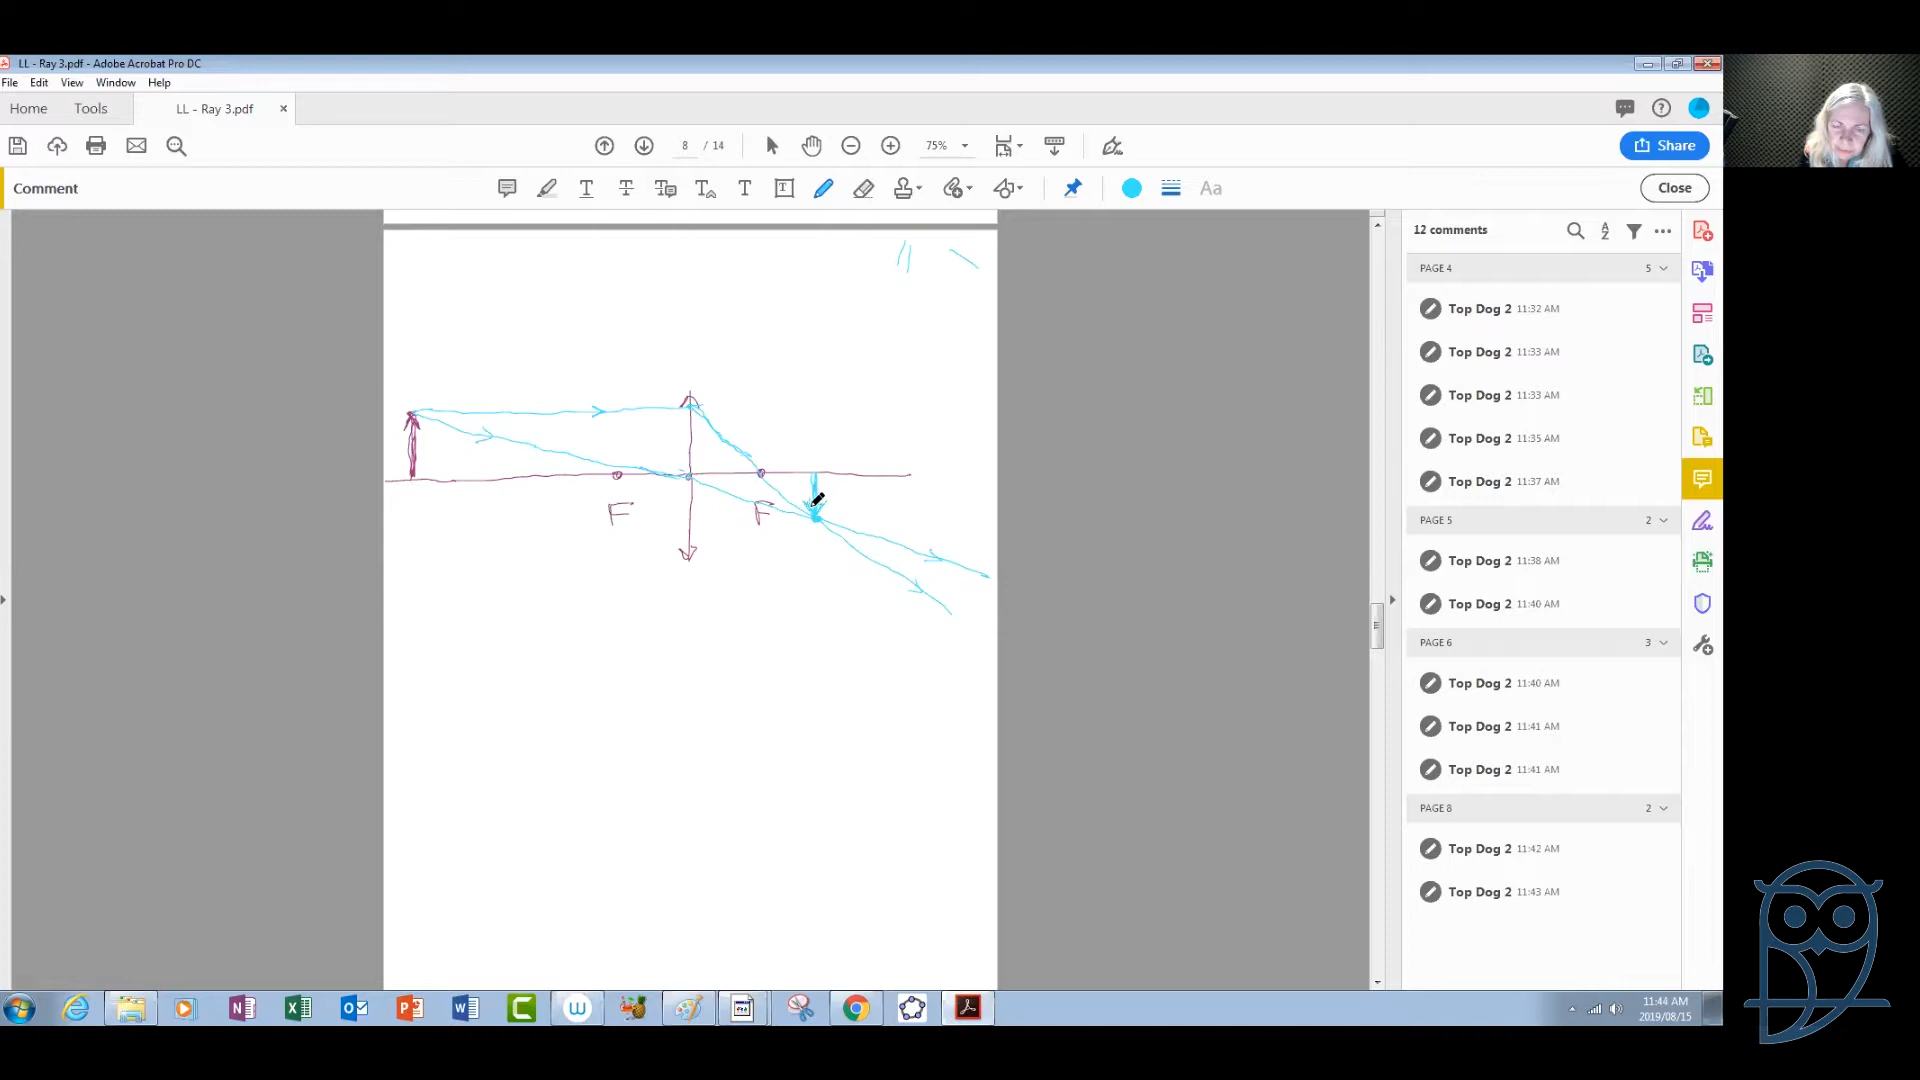 LL - Ray 3.pdf - Adobe Acrobat Pro DC
File Edit View Window Help
Home Tools LL - Ray 3.pdf
8 / 14 75% Share
Comment Aa Close
12 comments
PAGE 4 5
Top Dog 2 11:32 AM
Top Dog 2 11:33 AM
Top Dog 2 11:33 AM
Top Dog 2 11:35 AM
Top Dog 2 11:37 AM
PAGE 5 2
Top Dog 2 11:38 AM
Top Dog 2 11:40 AM
PAGE 6 3
Top Dog 2 11:40 AM
Top Dog 2 11:41 AM
Top Dog 2 11:41 AM
PAGE 8 2
Top Dog 2 11:42 AM
Top Dog 2 11:43 AM
F F
11:44 AM
2019/08/15